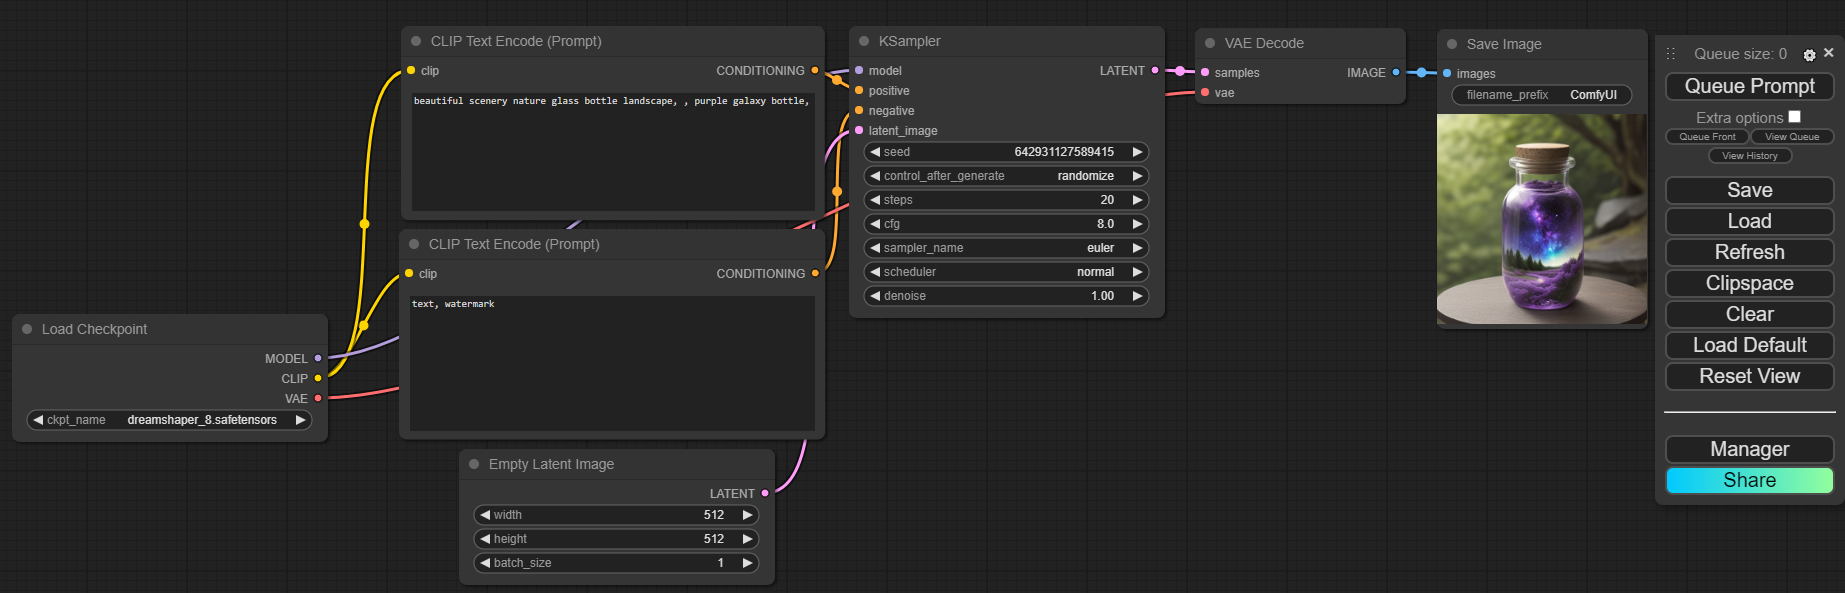 Load Checkpoint
MODEL
CLIP
VAE
ckpt_name dreamshaper_8.safetensors
CLIP Text Encode (Prompt)
clip CONDITIONING
beautiful scenery nature glass bottle landscape, , purple galaxy bottle,
CLIP Text Encode (Prompt)
clip CONDITIONING
text, watermark
Empty Latent Image
LATENT
width 512
height 512
batch_size 1
KSampler
model LATENT
positive
negative
latent_image
seed 642931127589415
control_after_generate randomize
steps 20
cfg 8.0
sampler_name euler
scheduler normal
denoise 1.00
VAE Decode
samples IMAGE
vae
Save Image
images
filename_prefix ComfyUI
Queue size: 0
Queue Prompt
Extra options
Queue Front View Queue
View History
Save
Load
Refresh
Clipspace
Clear
Load Default
Reset View
Manager
Share